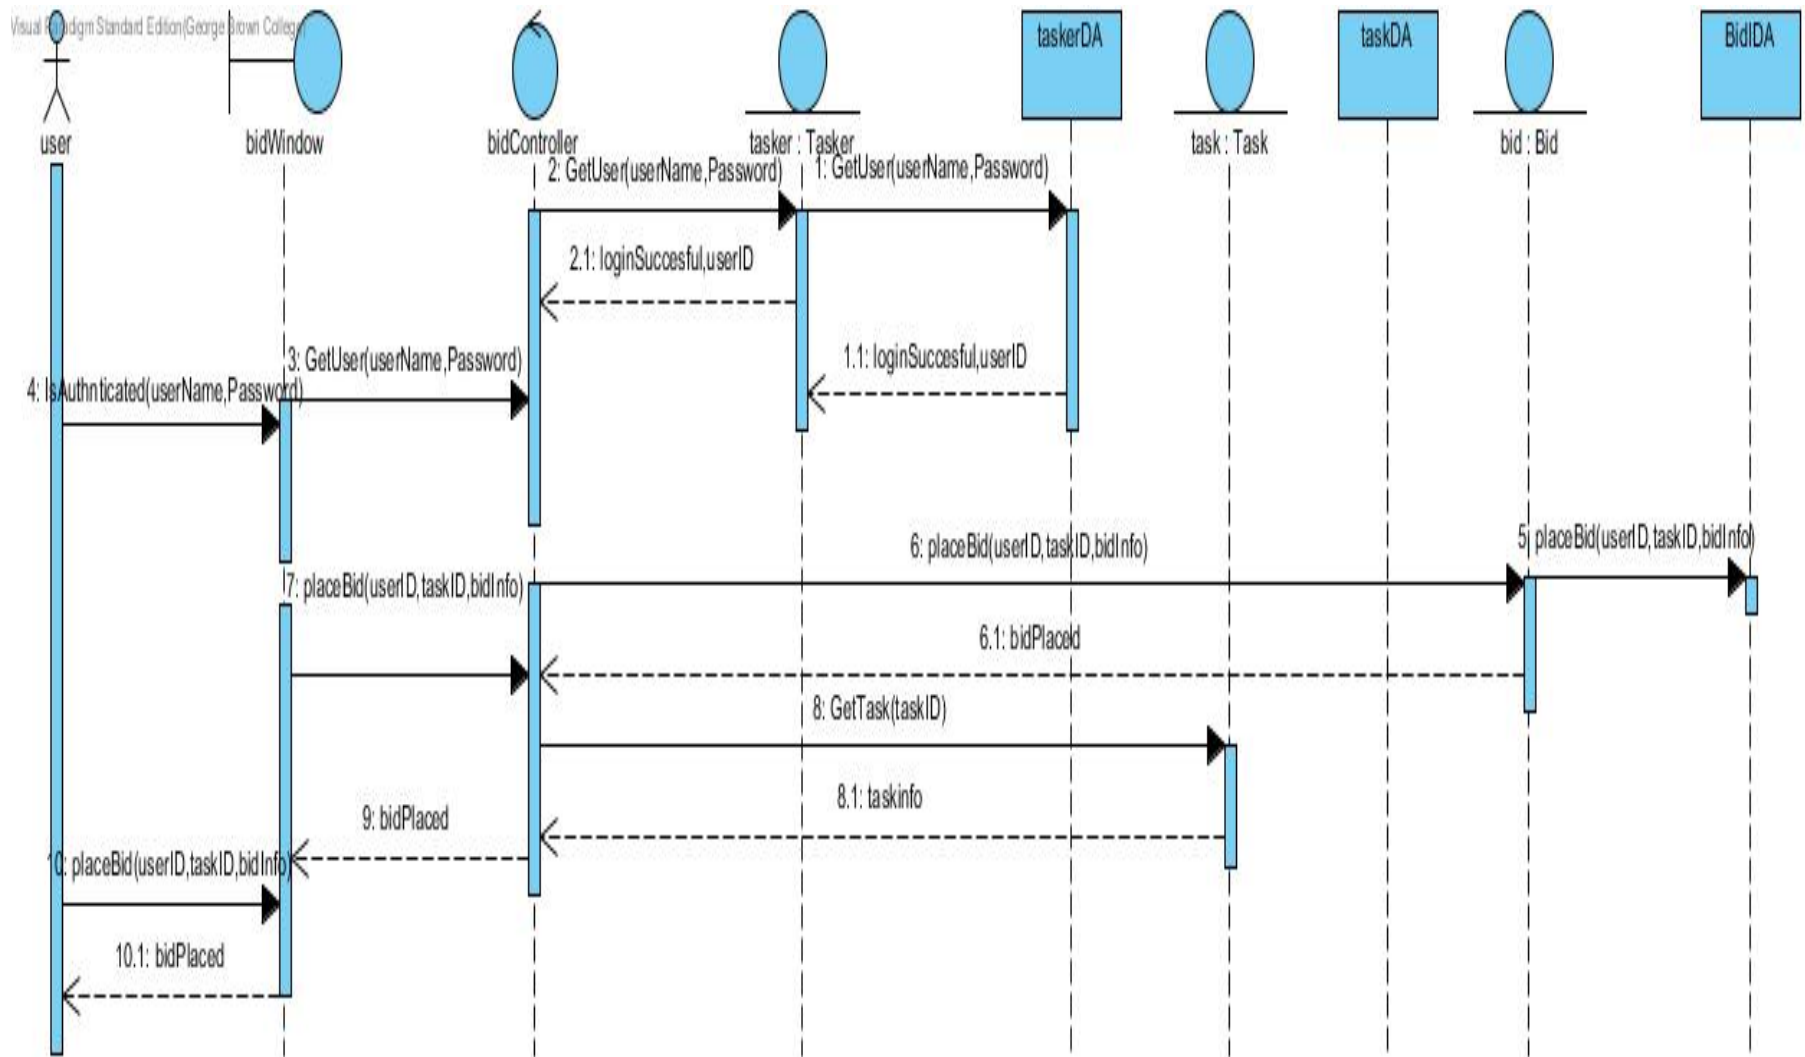 Visual Paradigm Standard Edition(George Brown College)
user
bidWindow
bidController
tasker : Tasker
taskerDA
task : Task
taskDA
bid : Bid
BidIDA
2: GetUser(userName,Password)
1: GetUser(userName,Password)
2.1: loginSuccesful,userID
1.1: loginSuccesful,userID
3: GetUser(userName,Password)
4: IsAuthnticated(userName,Password)
6: placeBid(userID,taskID,bidInfo)
5: placeBid(userID,taskID,bidInfo)
7: placeBid(userID,taskID,bidInfo)
6.1: bidPlaced
8: GetTask(taskID)
8.1: taskinfo
9: bidPlaced
10: placeBid(userID,taskID,bidInfo)
10.1: bidPlaced